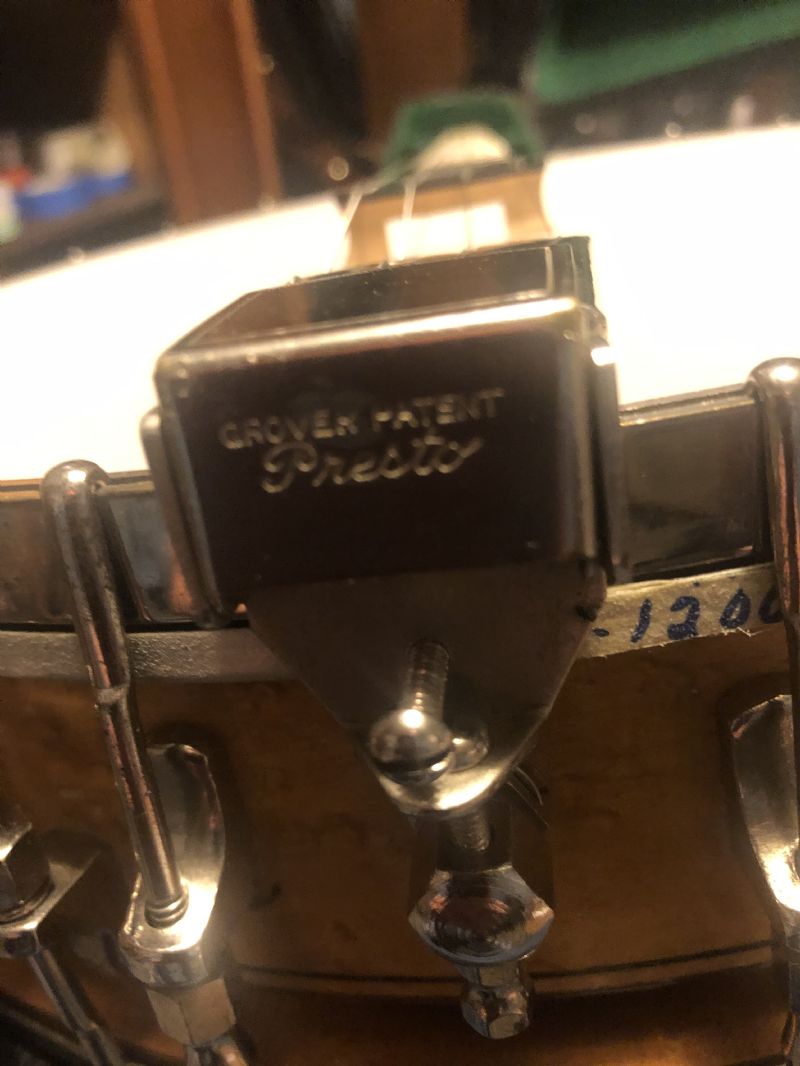 GROVER PATENT
Presto
-1200